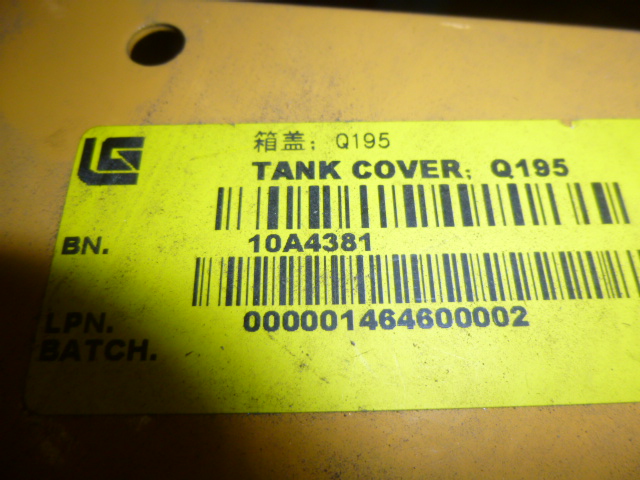 箱盖；Q195
TANK COVER；Q195
BN. 10A4381
LPN. 000001464600002
BATCH.